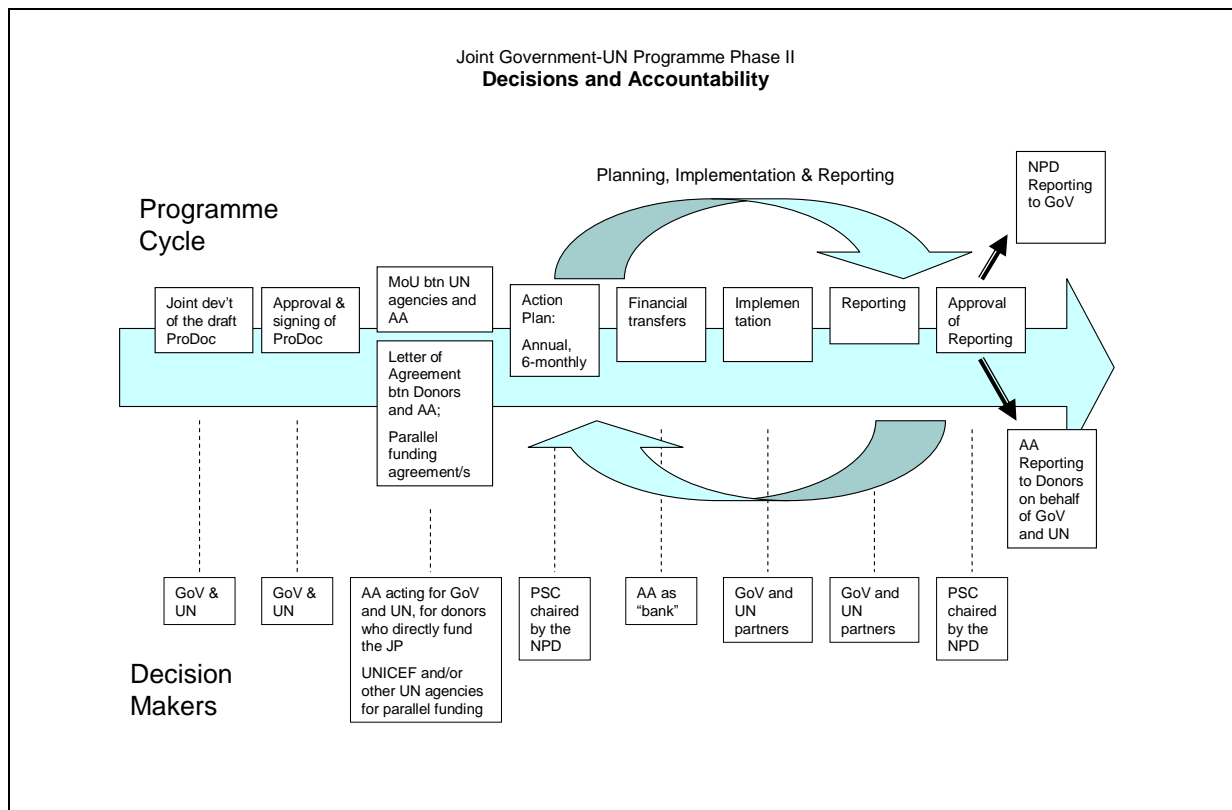 Joint Government-UN Programme Phase II
Decisions and Accountability
Planning, Implementation & Reporting
NPD
Reporting
to GoV
Programme
Cycle
Joint dev't
of the draft
ProDoc
Approval &
signing of
ProDoc
MoU btn UN
agencies and
AA
Letter of
Agreement
btn Donors
and AA;
Parallel
funding
agreement/s
Action
Plan:
Annual,
6-monthly
Financial
transfers
Implemen
tation
Reporting
Approval
of
Reporting
AA
Reporting
to Donors
on behalf
of GoV
and UN
GoV &
UN
GoV &
UN
AA acting for GoV
and UN, for donors
who directly fund
the JP
UNICEF and/or
other UN agencies
for parallel funding
PSC
chaired
by the
NPD
AA as
“bank”
GoV and
UN
partners
GoV and
UN
partners
PSC
chaired
by the
NPD
Decision
Makers